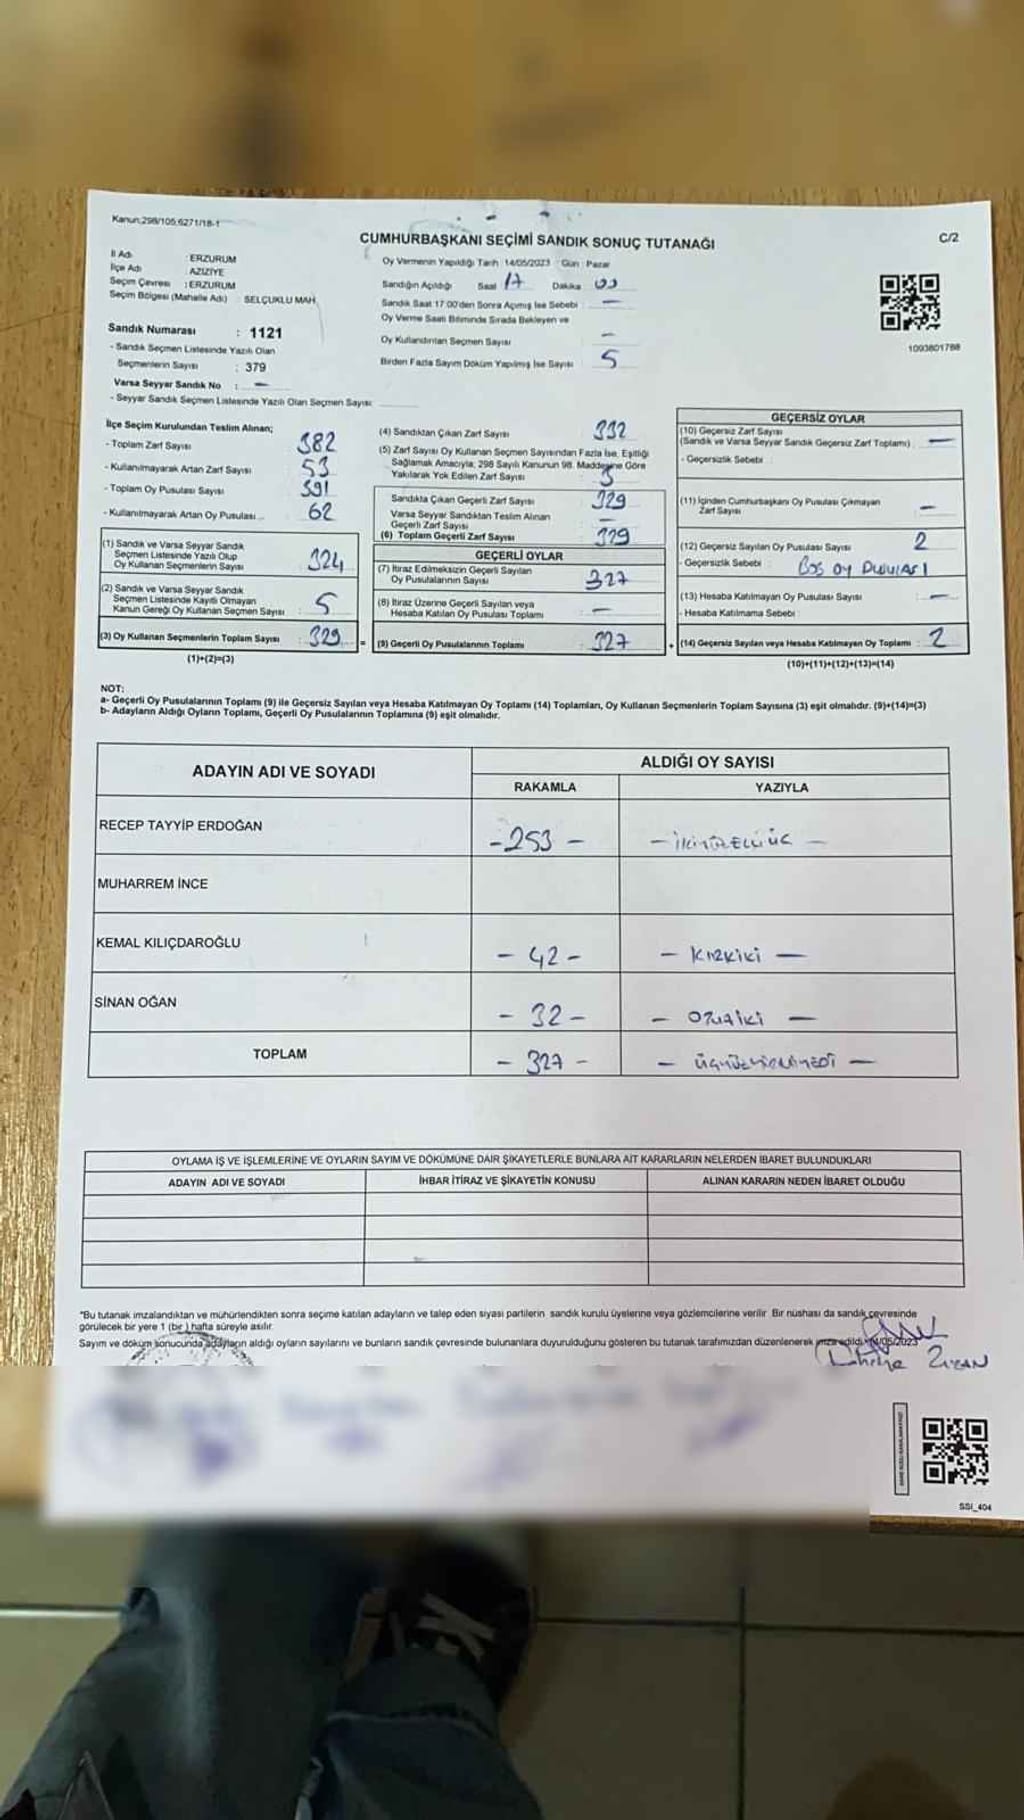 Kanun:298/105,6271/18-1
CUMHURBAŞKANI SEÇİMİ SANDIK SONUÇ TUTANAĞI
C/2
İl Adı : ERZURUM
İlçe Adı : AZİZİYE
Seçim Çevresi : ERZURUM
Seçim Bölgesi (Mahalle Adı) : SELÇUKLU MAH.
Sandık Numarası : 1121
- Sandık Seçmen Listesinde Yazılı Olan
Seçmenlerin Sayısı : 379
Varsa Seyyar Sandık No : —
- Seyyar Sandık Seçmen Listesinde Yazılı Olan Seçmen Sayısı:
Oy Vermenin Yapıldığı Tarih :14/05/2023 - Gün : Pazar
Sandığın Açıldığı Saat 17 Dakika 00
Sandık Saat 17:00'den Sonra Açılmış İse Sebebi : —
Oy Verme Saati Bitiminde Sırada Bekleyen ve
Oy Kullandırılan Seçmen Sayısı : —
Birden Fazla Sayım Döküm Yapılmış İse Sayısı : 5
1093801788
İlçe Seçim Kurulundan Teslim Alınan;
- Toplam Zarf Sayısı : 382
- Kullanılmayarak Artan Zarf Sayısı : 53
- Toplam Oy Pusulası Sayısı : 391
- Kullanılmayarak Artan Oy Pusulası... : 62
(1) Sandık ve Varsa Seyyar Sandık
Seçmen Listesinde Yazılı Olup
Oy Kullanan Seçmenlerin Sayısı : 324
(2) Sandık ve Varsa Seyyar Sandık
Seçmen Listesinde Kayıtlı Olmayan
Kanun Gereği Oy Kullanan Seçmen Sayısı : 5
(3) Oy Kullanan Seçmenlerin Toplam Sayısı : 329 =
(1)+(2)=(3)
(4) Sandıktan Çıkan Zarf Sayısı : 332
(5) Zarf Sayısı Oy Kullanan Seçmen Sayısından Fazla İse, Eşitliği
Sağlamak Amacıyla; 298 Sayılı Kanunun 98. Maddesine Göre
Yakılarak Yok Edilen Zarf Sayısı : 3
Sandıkta Çıkan Geçerli Zarf Sayısı : 329
Varsa Seyyar Sandıktan Teslim Alınan
Geçerli Zarf Sayısı : —
(6) Toplam Geçerli Zarf Sayısı : 329
GEÇERLİ OYLAR
(7) İtiraz Edilmeksizin Geçerli Sayılan
Oy Pusulalarının Sayısı : 327
(8) İtiraz Üzerine Geçerli Sayılan veya
Hesaba Katılan Oy Pusulası Toplamı : —
(9) Geçerli Oy Pusulalarının Toplamı : 327 +
GEÇERSİZ OYLAR
(10) Geçersiz Zarf Sayısı
(Sandık ve Varsa Seyyar Sandık Geçersiz Zarf Toplamı) : —
- Geçersizlik Sebebi :
(11) İçinden Cumhurbaşkanı Oy Pusulası Çıkmayan
Zarf Sayısı : —
(12) Geçersiz Sayılan Oy Pusulası Sayısı : 2
- Geçersizlik Sebebi : BOŞ OY PUSULASI
(13) Hesaba Katılmayan Oy Pusulası Sayısı : —
- Hesaba Katılmama Sebebi :
(14) Geçersiz Sayılan veya Hesaba Katılmayan Oy Toplamı : 2
(10)+(11)+(12)+(13)=(14)
NOT:
a- Geçerli Oy Pusulalarının Toplamı (9) ile Geçersiz Sayılan veya Hesaba Katılmayan Oy Toplamı (14) Toplamları, Oy Kullanan Seçmenlerin Toplam Sayısına (3) eşit olmalıdır. (9)+(14)=(3)
b- Adayların Aldığı Oyların Toplamı, Geçerli Oy Pusulalarının Toplamına (9) eşit olmalıdır.
ADAYIN ADI VE SOYADI
ALDIĞI OY SAYISI
RAKAMLA YAZIYLA
RECEP TAYYİP ERDOĞAN -253- — İKİYÜZELLİÜÇ —
MUHARREM İNCE
KEMAL KILIÇDAROĞLU - 42 - — KIRKİKİ —
SİNAN OĞAN - 32 - — OTUZİKİ —
TOPLAM - 327 - — ÜÇYÜZYİRMİYEDİ —
OYLAMA İŞ VE İŞLEMLERİNE VE OYLARIN SAYIM VE DÖKÜMÜNE DAİR ŞİKAYETLERLE BUNLARA AİT KARARLARIN NELERDEN İBARET BULUNDUKLARI
ADAYIN ADI VE SOYADI İHBAR İTİRAZ VE ŞİKAYETİN KONUSU ALINAN KARARIN NEDEN İBARET OLDUĞU
"Bu tutanak imzalandıktan ve mühürlendikten sonra seçime katılan adayların ve talep eden siyasi partilerin sandık kurulu üyelerine veya gözlemcilerine verilir. Bir nüshası da sandık çevresinde
görülecek bir yere 1 (bir ) hafta süreyle asılır.
Sayım ve döküm sonucunda adayların aldığı oyların sayılarını ve bunların sandık çevresinde bulunanlara duyurulduğunu gösteren bu tutanak tarafımızdan düzenlenerek imza edildi. 14/05/2023
SSI_404